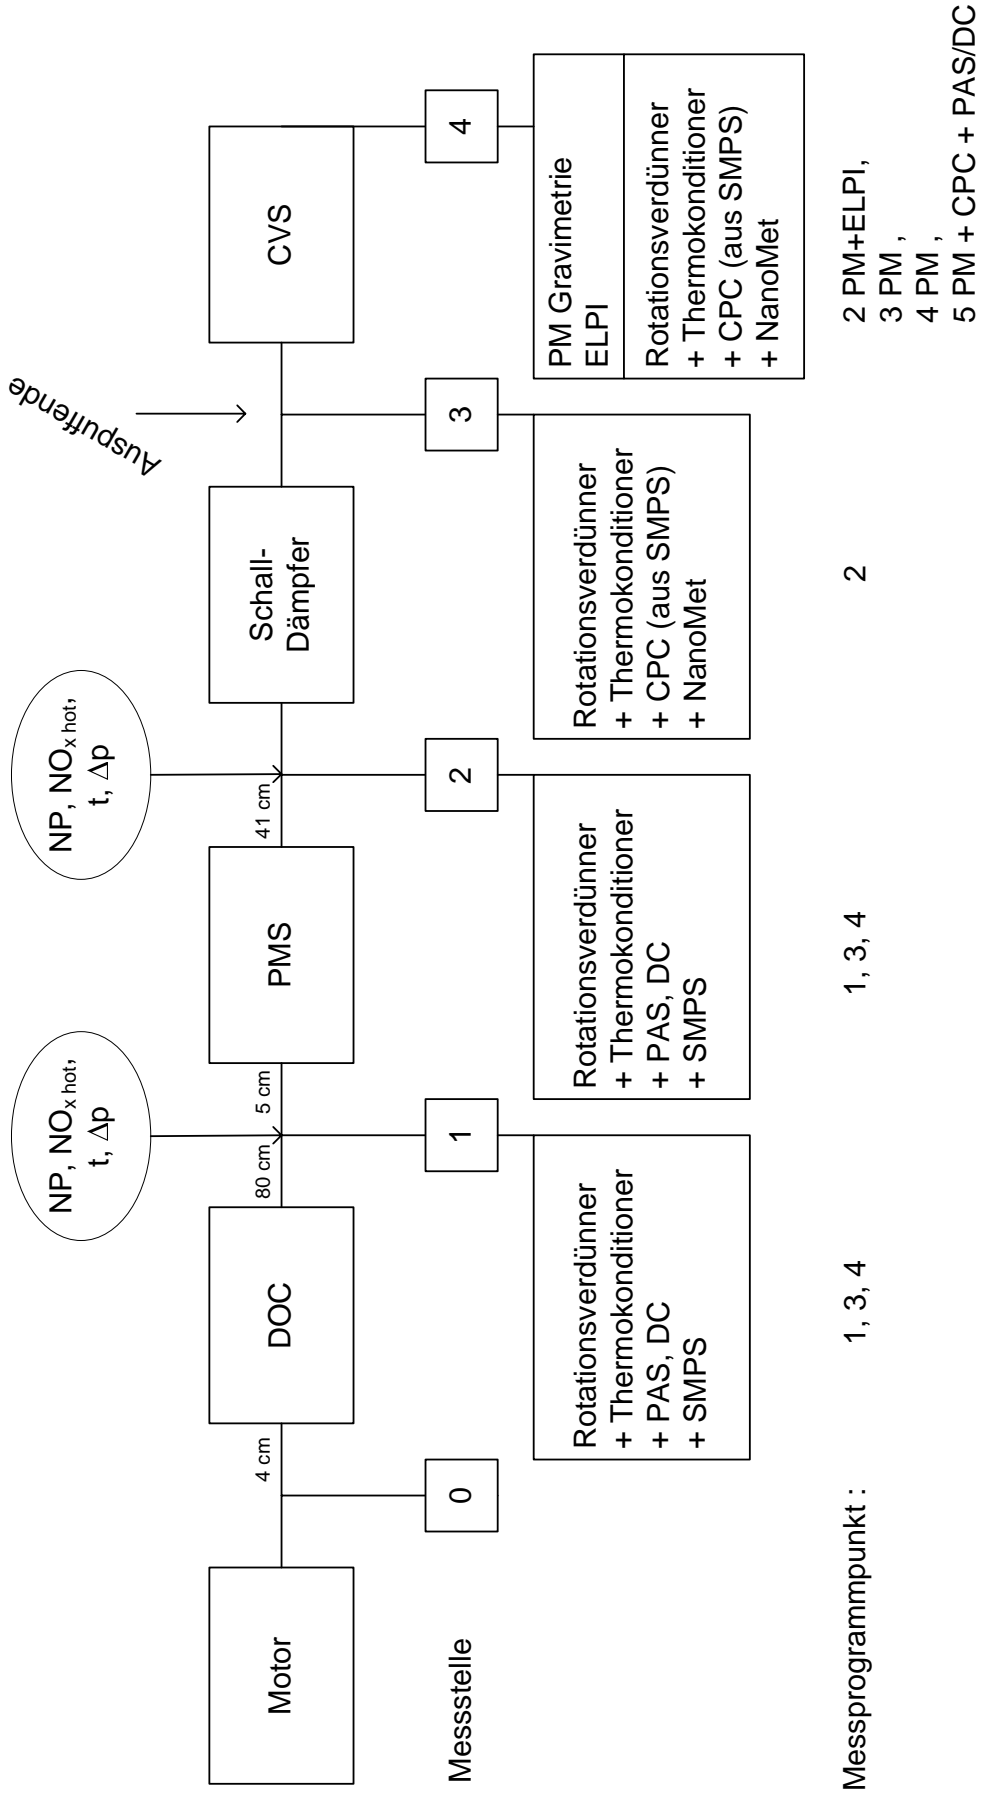 Auspuffende
NP, NOx hot,
t, Δp
NP, NOx hot,
t, Δp
Motor
4 cm
DOC
80 cm
5 cm
PMS
41 cm
Schall-
Dämpfer
CVS
Messstelle
0
1
2
3
4
Rotationsverdünner
+ Thermokonditioner
+ PAS, DC
+ SMPS
Rotationsverdünner
+ Thermokonditioner
+ PAS, DC
+ SMPS
Rotationsverdünner
+ Thermokonditioner
+ CPC (aus SMPS)
+ NanoMet
PM Gravimetrie
ELPI
Rotationsverdünner
+ Thermokonditioner
+ CPC (aus SMPS)
+ NanoMet
Messprogrammpunkt :
1, 3, 4
1, 3, 4
2
2 PM+ELPI,
3 PM ,
4 PM ,
5 PM + CPC + PAS/DC